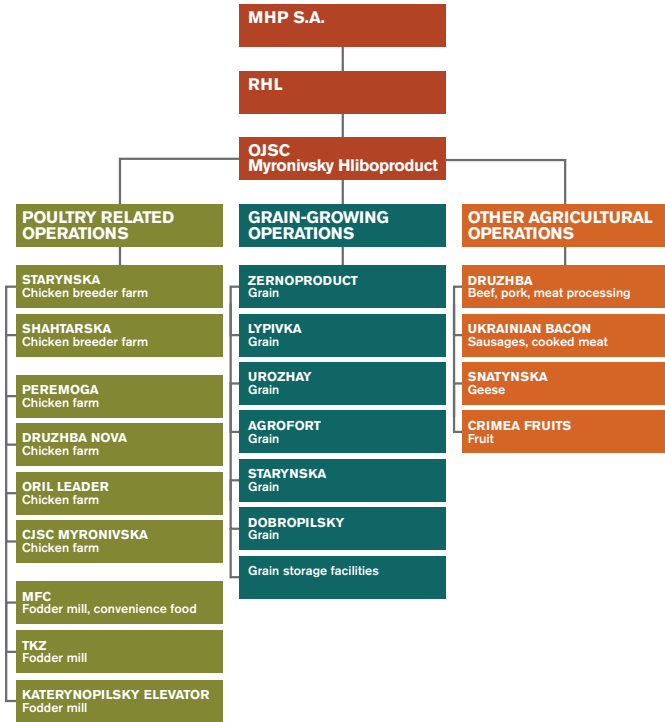 MHP S.A.
RHL
OJSC
Myronivsky Hliboproduct
POULTRY RELATED
OPERATIONS
STARYNSKA
Chicken breeder farm
SHAHTARSKA
Chicken breeder farm
PEREMOGA
Chicken farm
DRUZHBA NOVA
Chicken farm
ORIL LEADER
Chicken farm
CJSC MYRONIVSKA
Chicken farm
MFC
Fodder mill, convenience food
TKZ
Fodder mill
KATERYNOPILSKY ELEVATOR
Fodder mill
GRAIN-GROWING
OPERATIONS
ZERNOPRODUCT
Grain
LYPIVKA
Grain
UROZHAY
Grain
AGROFORT
Grain
STARYNSKA
Grain
DOBROPILSKY
Grain
Grain storage facilities
OTHER AGRICULTURAL
OPERATIONS
DRUZHBA
Beef, pork, meat processing
UKRAINIAN BACON
Sausages, cooked meat
SNATYNSKA
Geese
CRIMEA FRUITS
Fruit